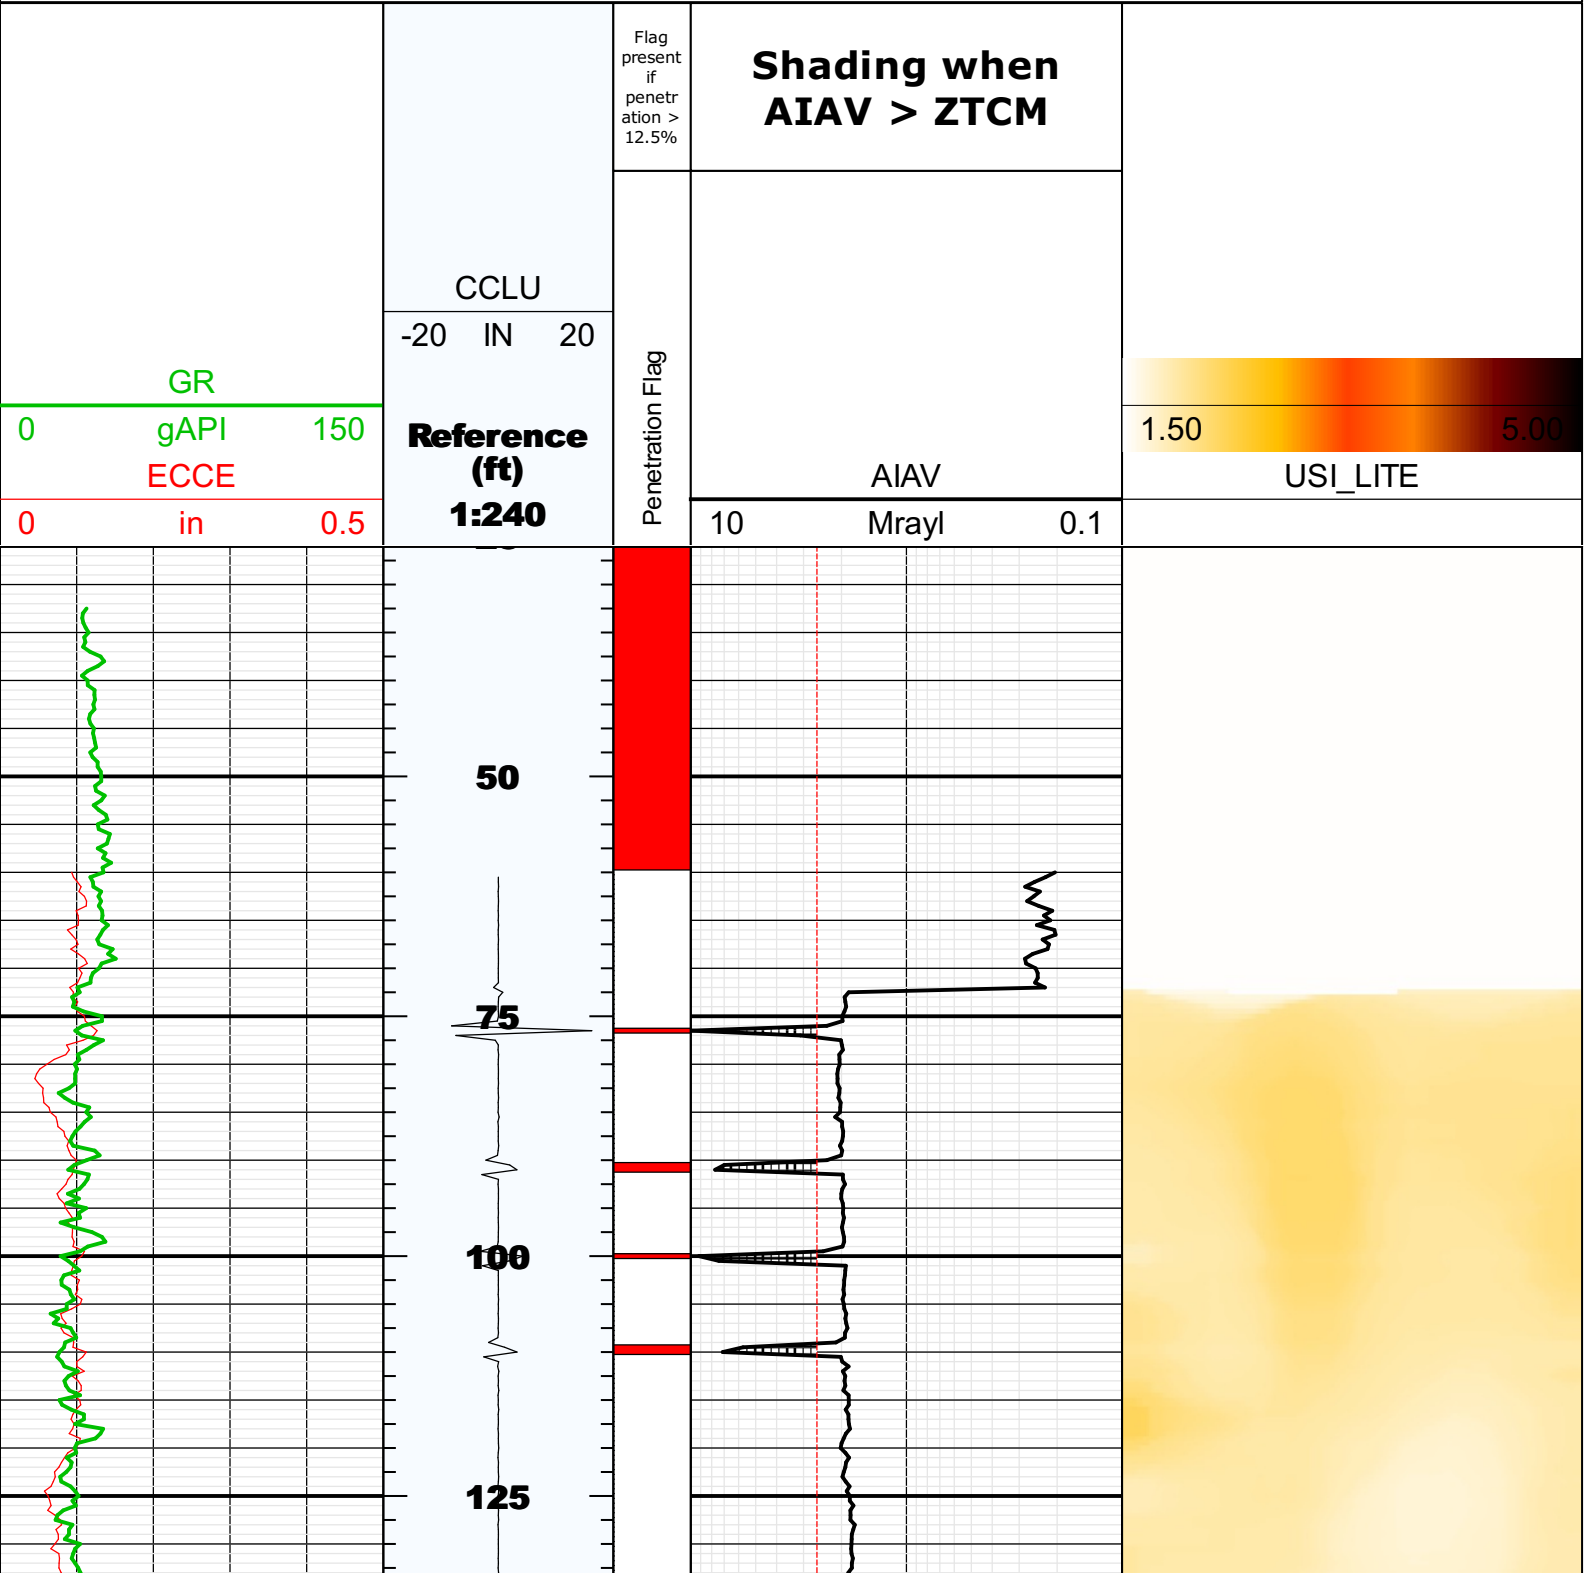 Flag
present
if
penetr
ation >
12.5%
Shading when
AIAV > ZTCM
CCLU
-20 IN 20
GR
0 gAPI 150
ECCE
0 in 0.5
Reference
(ft)
1:240
Penetration Flag
AIAV
10 Mrayl 0.1
1.50 5.00
USI_LITE
50
75
100
125